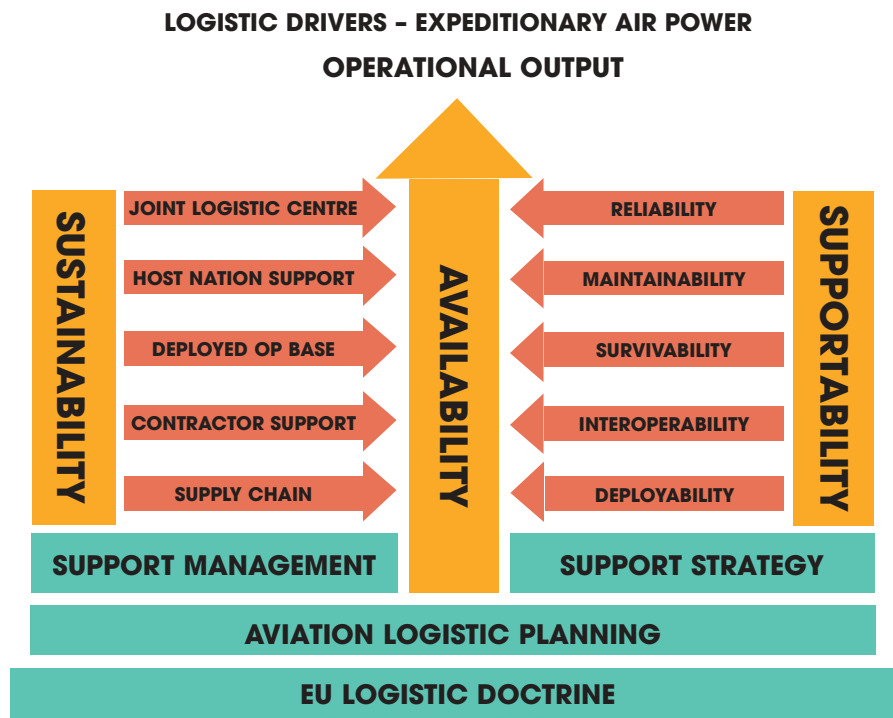 LOGISTIC DRIVERS – EXPEDITIONARY AIR POWER
OPERATIONAL OUTPUT
SUSTAINABILITY
JOINT LOGISTIC CENTRE
HOST NATION SUPPORT
DEPLOYED OP BASE
CONTRACTOR SUPPORT
SUPPLY CHAIN
AVAILABILITY
RELIABILITY
MAINTAINABILITY
SURVIVABILITY
INTEROPERABILITY
DEPLOYABILITY
SUPPORTABILITY
SUPPORT MANAGEMENT
SUPPORT STRATEGY
AVIATION LOGISTIC PLANNING
EU LOGISTIC DOCTRINE